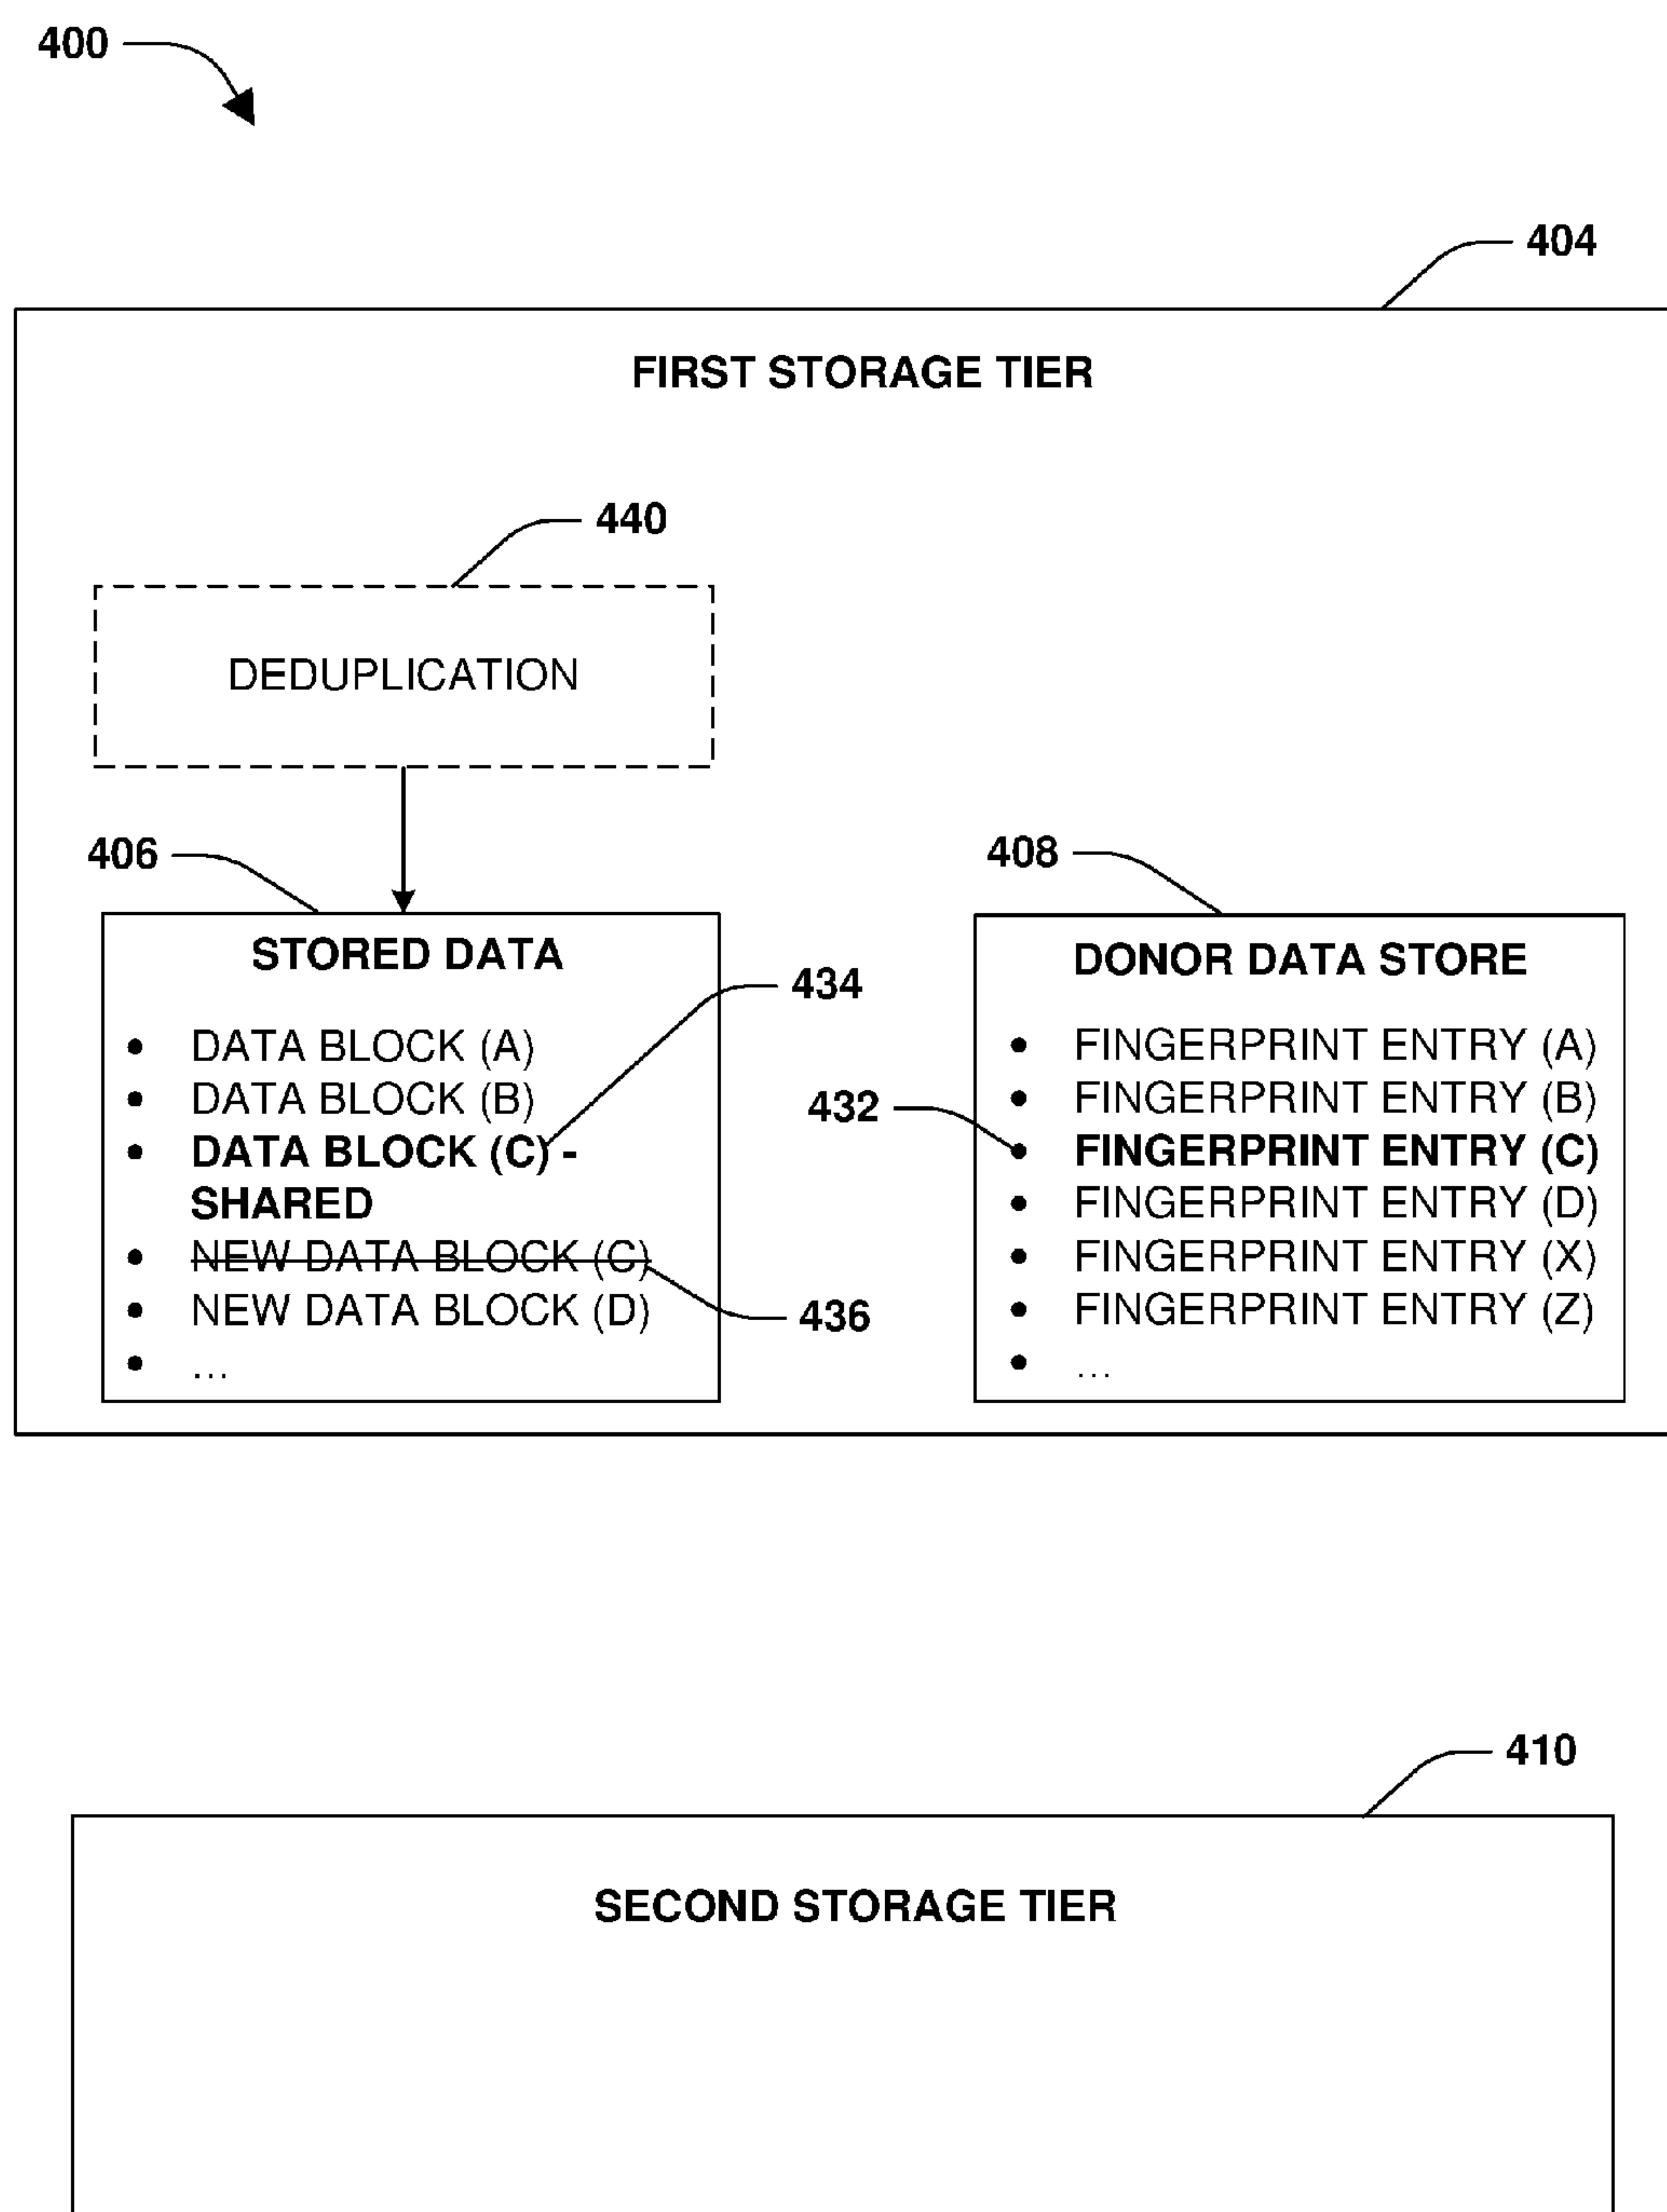 400
404
FIRST STORAGE TIER
440
DEDUPLICATION
406
408
STORED DATA
• DATA BLOCK (A)
• DATA BLOCK (B)
• DATA BLOCK (C) -
SHARED
• NEW DATA BLOCK (C)
• NEW DATA BLOCK (D)
• ...
434
432
436
DONOR DATA STORE
• FINGERPRINT ENTRY (A)
• FINGERPRINT ENTRY (B)
• FINGERPRINT ENTRY (C)
• FINGERPRINT ENTRY (D)
• FINGERPRINT ENTRY (X)
• FINGERPRINT ENTRY (Z)
• ...
410
SECOND STORAGE TIER